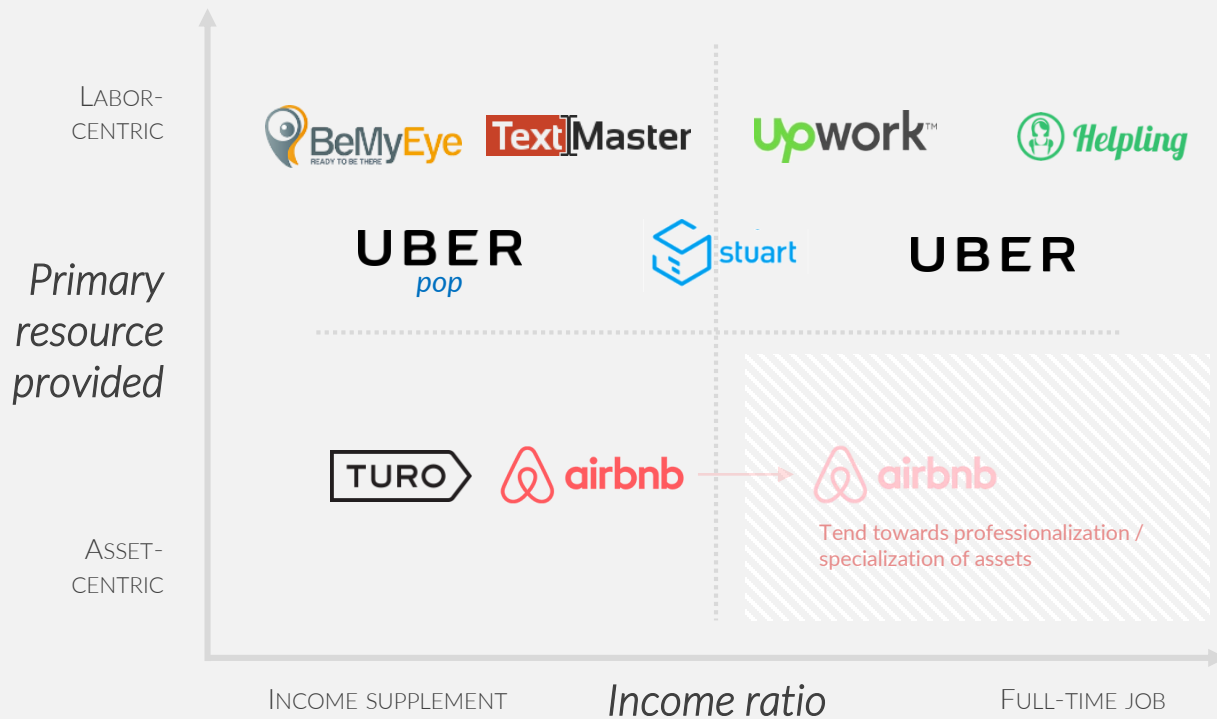 LABOR-
CENTRIC
BeMyEye
READY TO BE THERE
TextMaster
upwork™
Helpling
UBER
pop
stuart
UBER
Primary
resource
provided
TURO
airbnb
airbnb
Tend towards professionalization /
specialization of assets
ASSET-
CENTRIC
INCOME SUPPLEMENT
Income ratio
FULL-TIME JOB